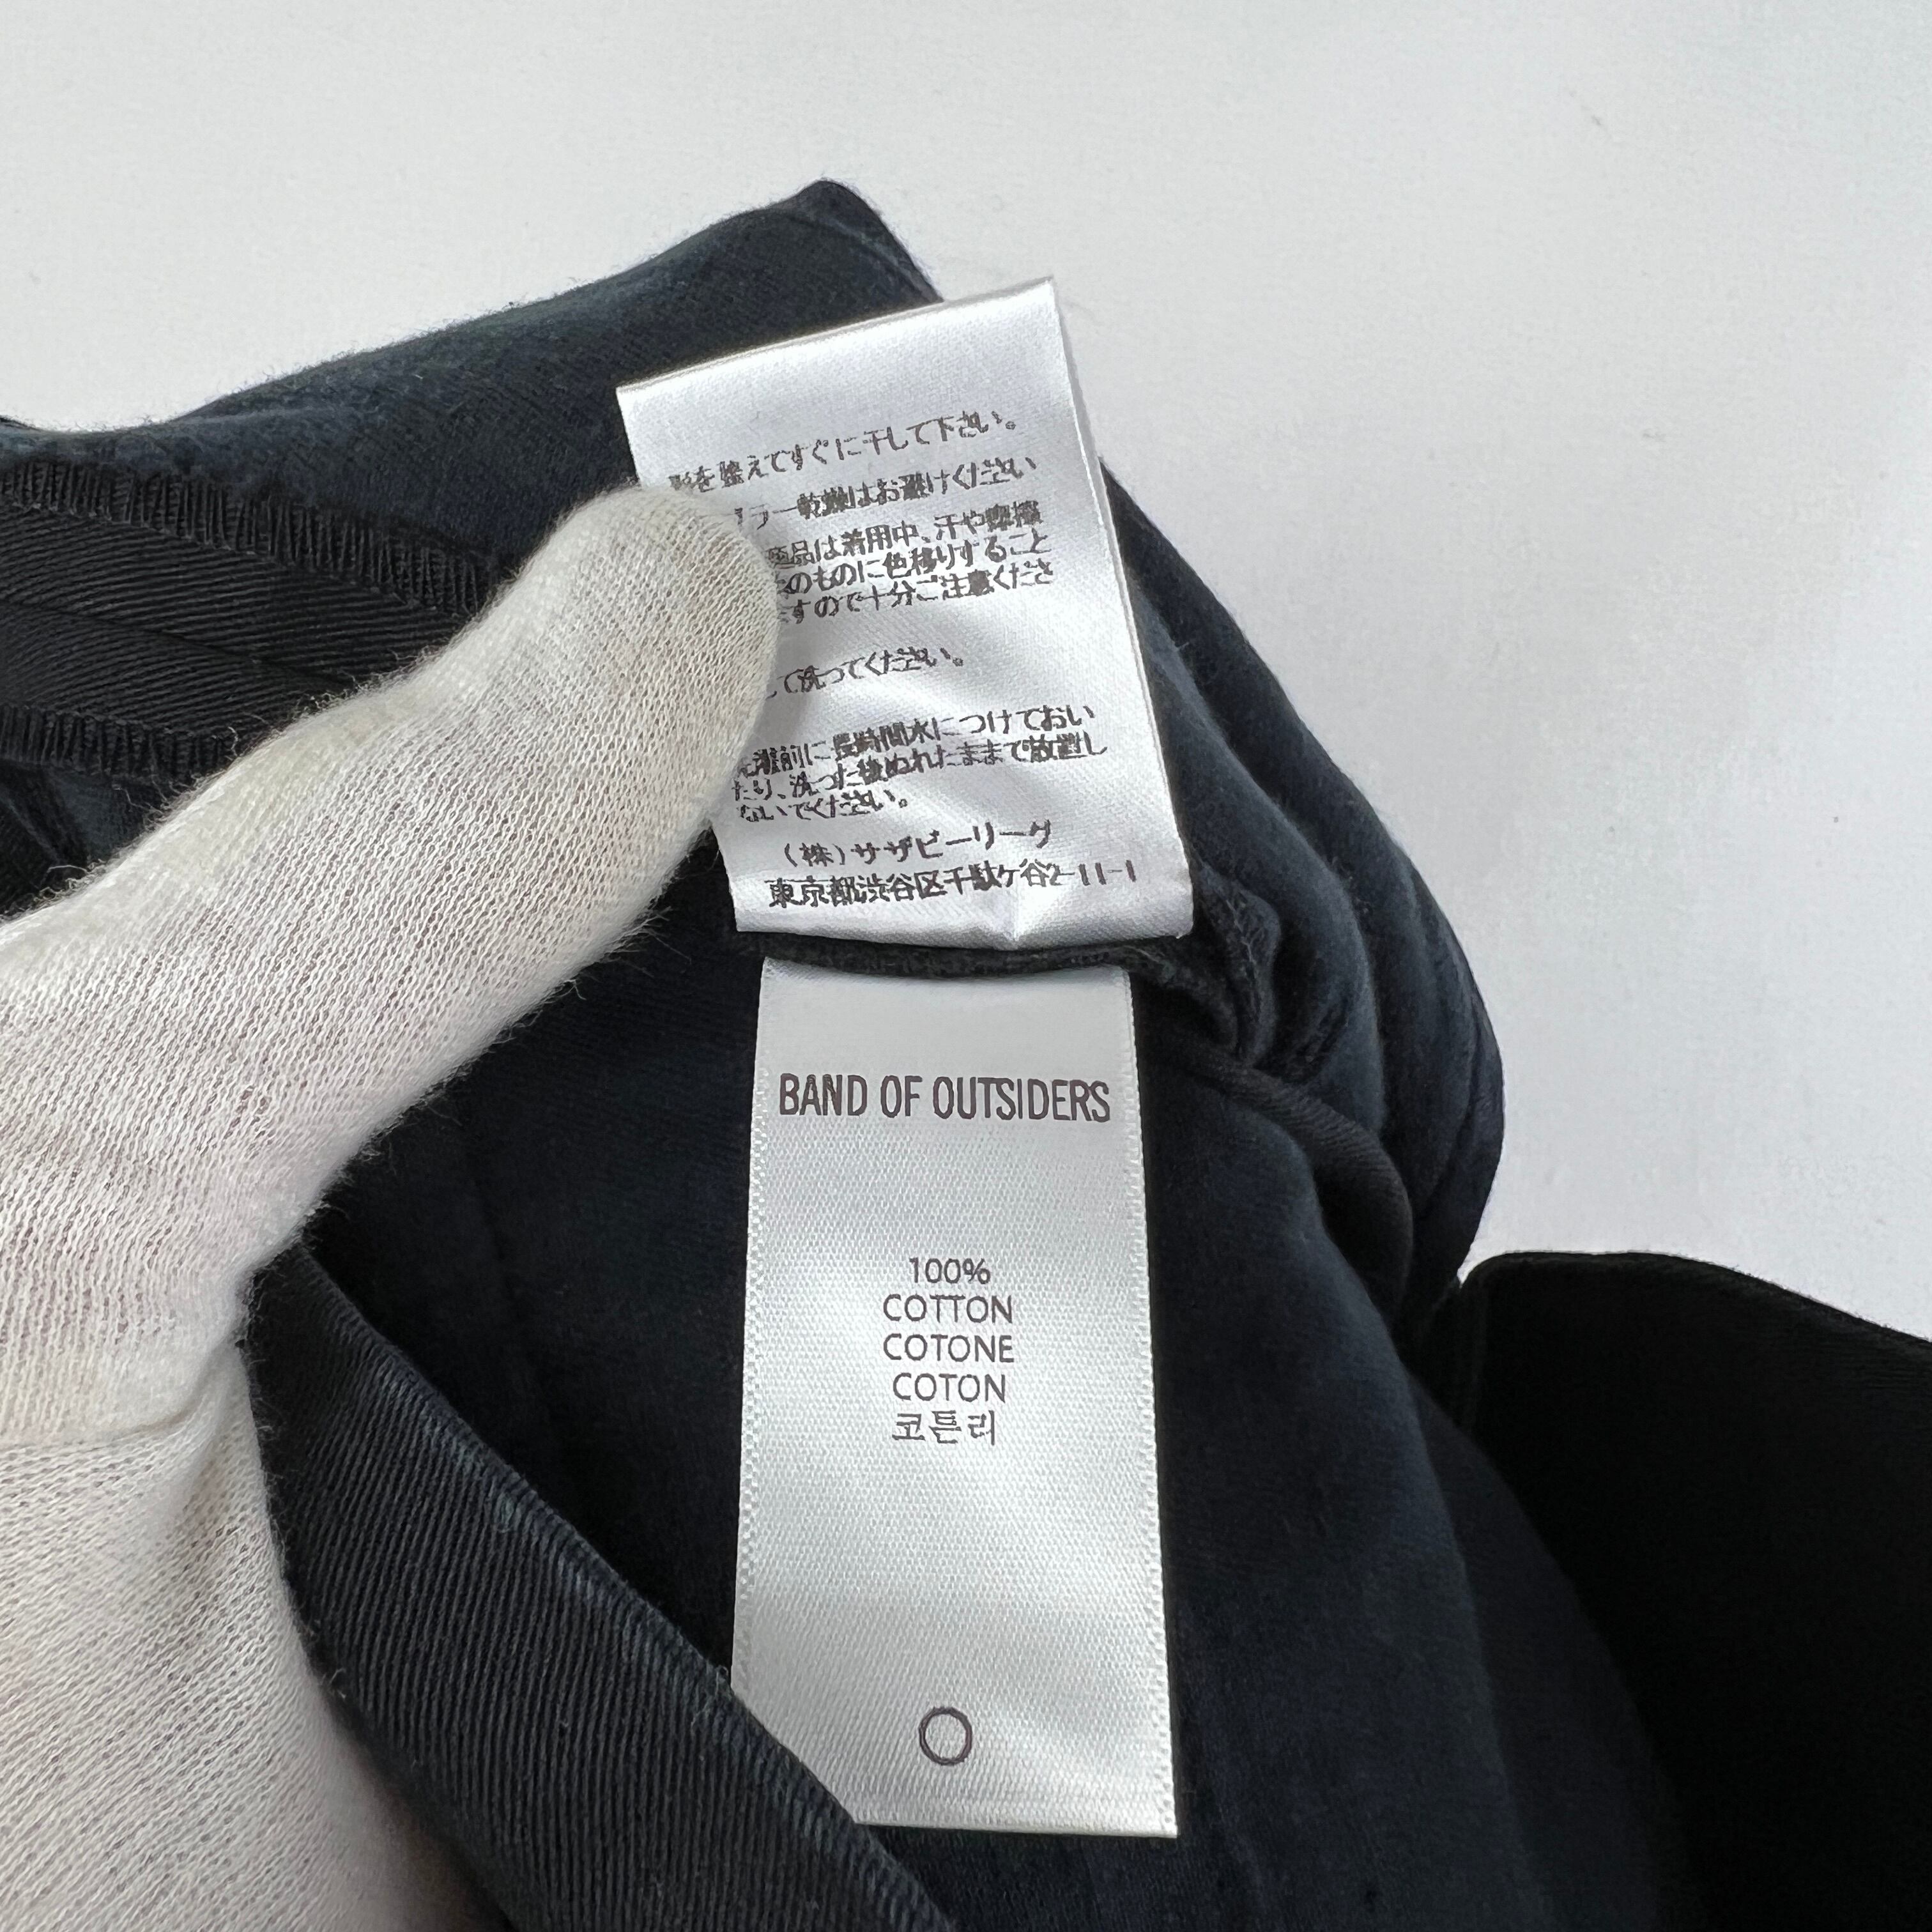 形を整えてすぐに干して下さい。
ラー乾燥はお避けください
品は着用中、汗や摩擦
のものに色移りすること
すので十分ご注意くださ
して洗ってください。
洗濯前に長時間水につけておい
たり、洗った後ぬれたままで放置し
ないでください。
(株)サザビーリーグ
東京都渋谷区千駄ケ谷2-11-1
BAND OF OUTSIDERS
100%
COTTON
COTONE
COTON
코튼리